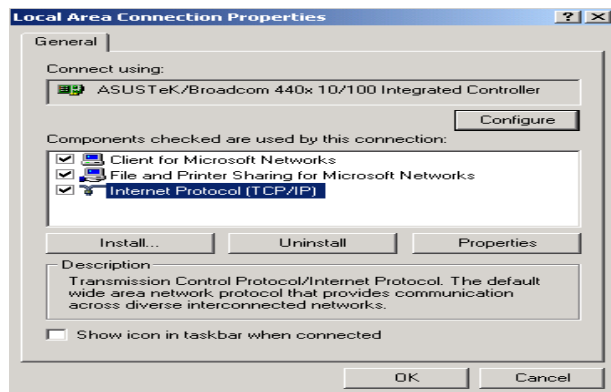 Local Area Connection Properties
General
Connect using:
ASUSTeK/Broadcom 440x 10/100 Integrated Controller
Configure
Components checked are used by this connection:
Client for Microsoft Networks
File and Printer Sharing for Microsoft Networks
Internet Protocol (TCP/IP)
Install... Uninstall Properties
Description
Transmission Control Protocol/Internet Protocol. The default
wide area network protocol that provides communication
across diverse interconnected networks.
Show icon in taskbar when connected
OK Cancel